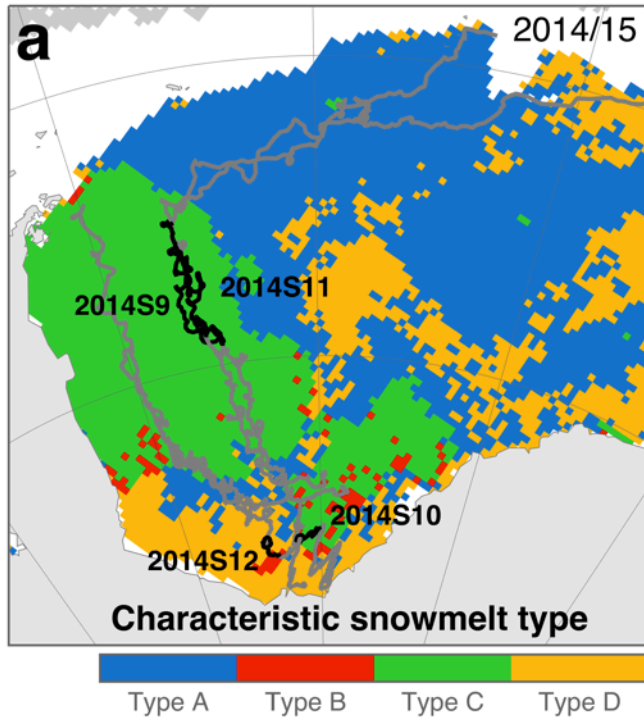 a
2014/15
2014S11
2014S9
2014S10
2014S12
Characteristic snowmelt type
Type A Type B Type C Type D